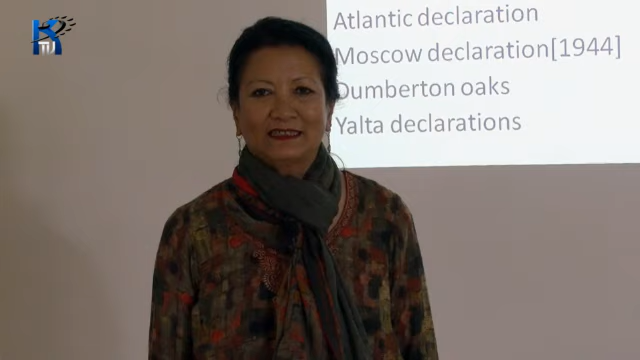 Atlantic declaration
Moscow declaration[1944]
Dumberton oaks
Yalta declarations